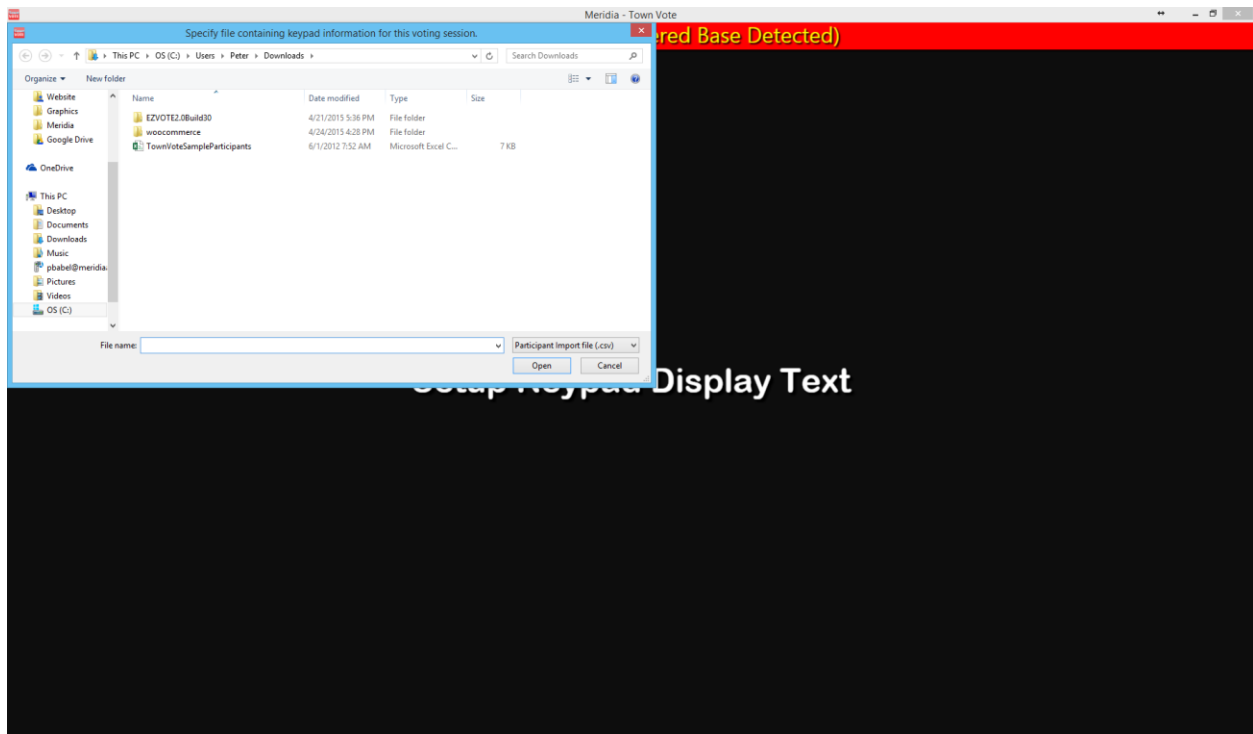 Meridia - Town Vote
Specify file containing keypad information for this voting session.
ered Base Detected)
This PC OS (C:) Users Peter Downloads
Search Downloads
Organize New folder
Website
Graphics
Meridia
Google Drive
OneDrive
This PC
Desktop
Documents
Downloads
Music
pbabel@meridia
Pictures
Videos
OS (C:)
Name Date modified Type Size
EZVOTE2.0Build30 4/21/2015 5:36 PM File folder
woocommerce 4/24/2015 4:28 PM File folder
TownVoteSampleParticipants 6/1/2012 7:52 AM Microsoft Excel C... 7 KB
File name:
Participant Import file (.csv)
Open Cancel
Setup Keypad Display Text